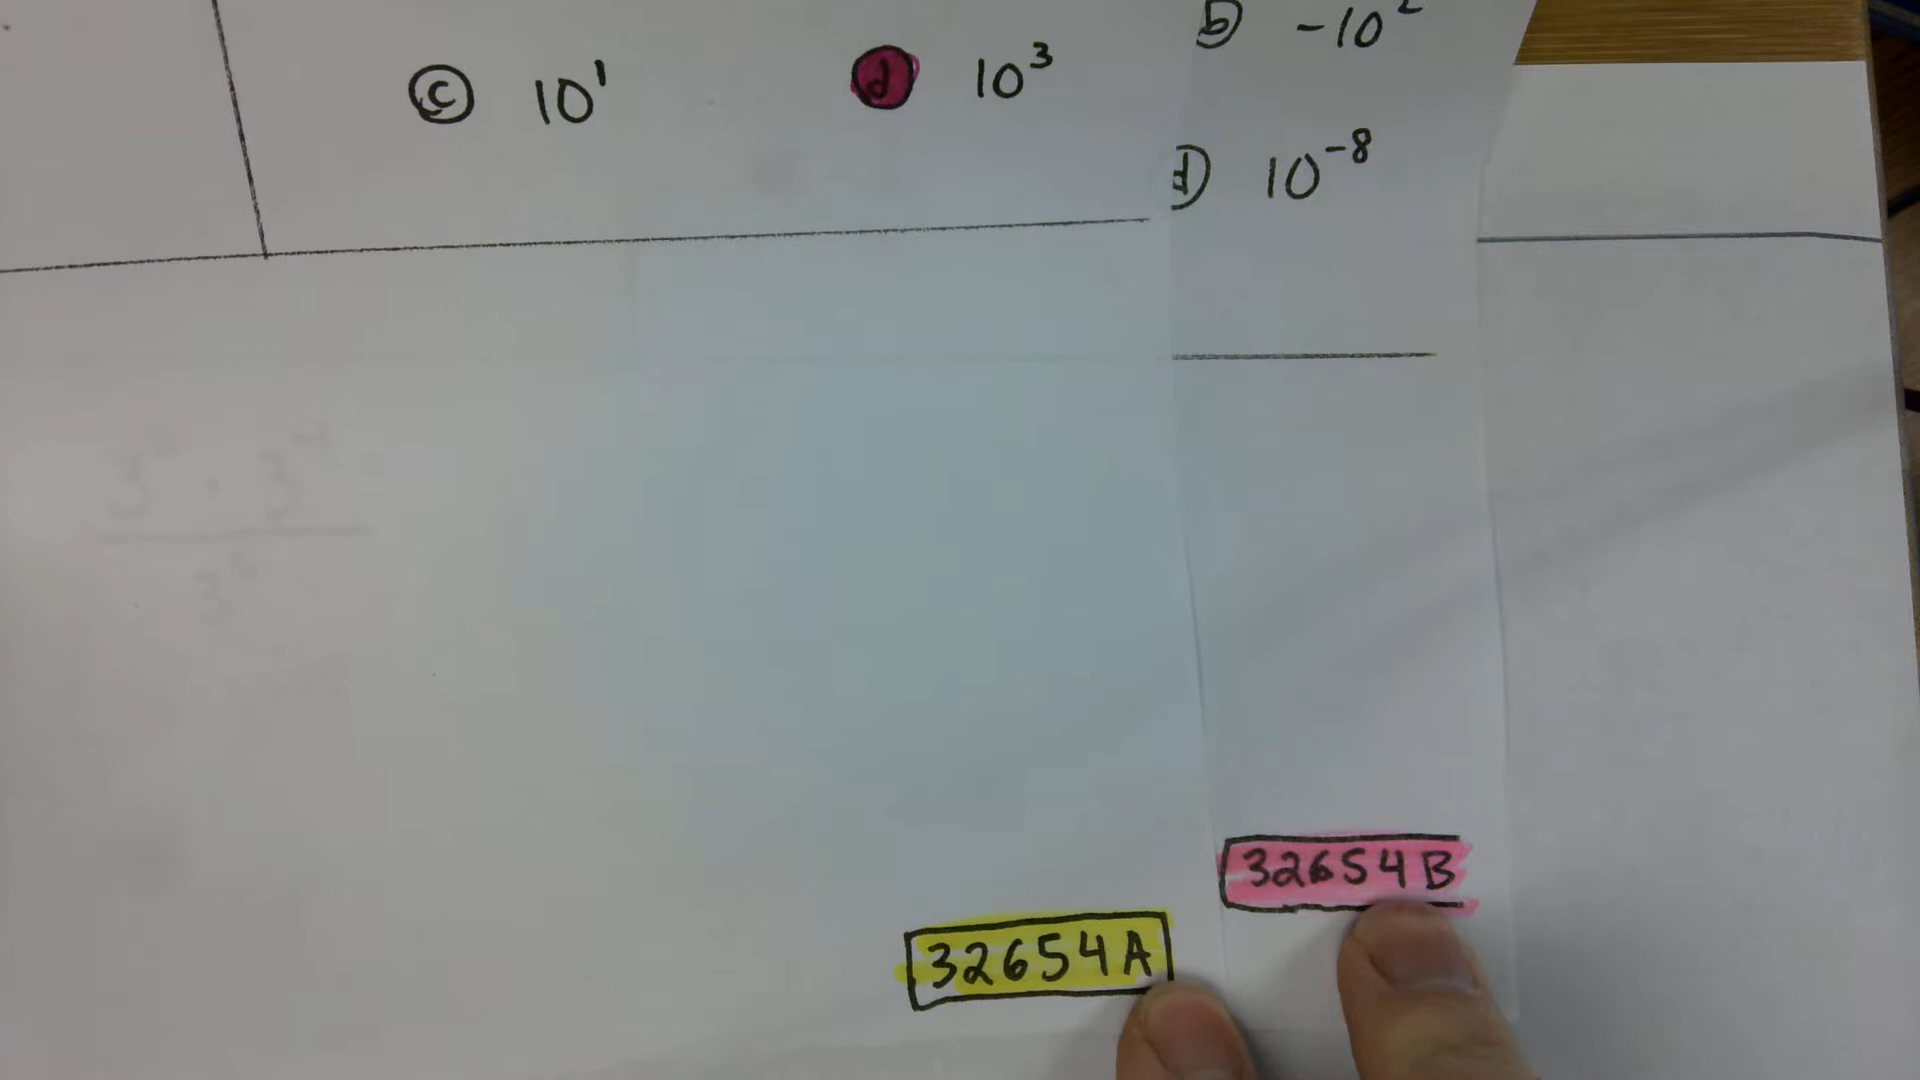 ⓑ -10²
ⓒ 10¹ ⓓ 10³
ⓓ 10⁻⁸
32654B
32654A